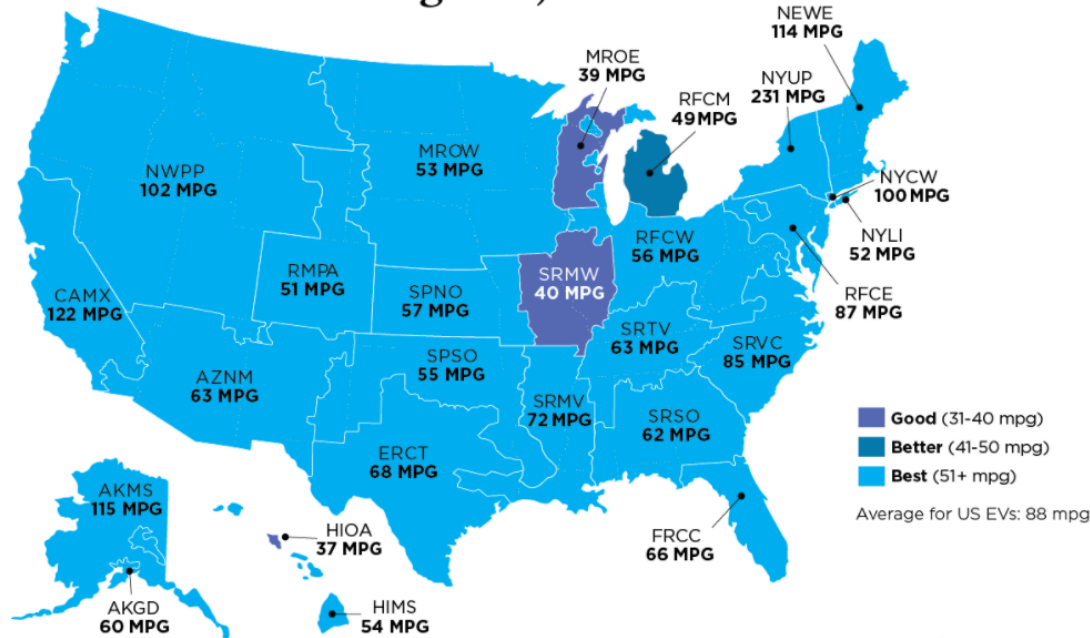 NEWE
114 MPG
MROE
39 MPG
NYUP
231 MPG
RFCM
49 MPG
MROW
53 MPG
NWPP
102 MPG
NYCW
100 MPG
RFCW
56 MPG
NYLI
52 MPG
RMPA
51 MPG
SRMW
40 MPG
SPNO
57 MPG
CAMX
122 MPG
RFCE
87 MPG
SRTV
63 MPG
SRVC
85 MPG
SPSO
55 MPG
AZNM
63 MPG
SRMV
72 MPG
SRSO
62 MPG
ERCT
68 MPG
Good (31-40 mpg)
Better (41-50 mpg)
Best (51+ mpg)
Average for US EVs: 88 mpg
AKMS
115 MPG
HIOA
37 MPG
FRCC
66 MPG
AKGD
60 MPG
HIMS
54 MPG